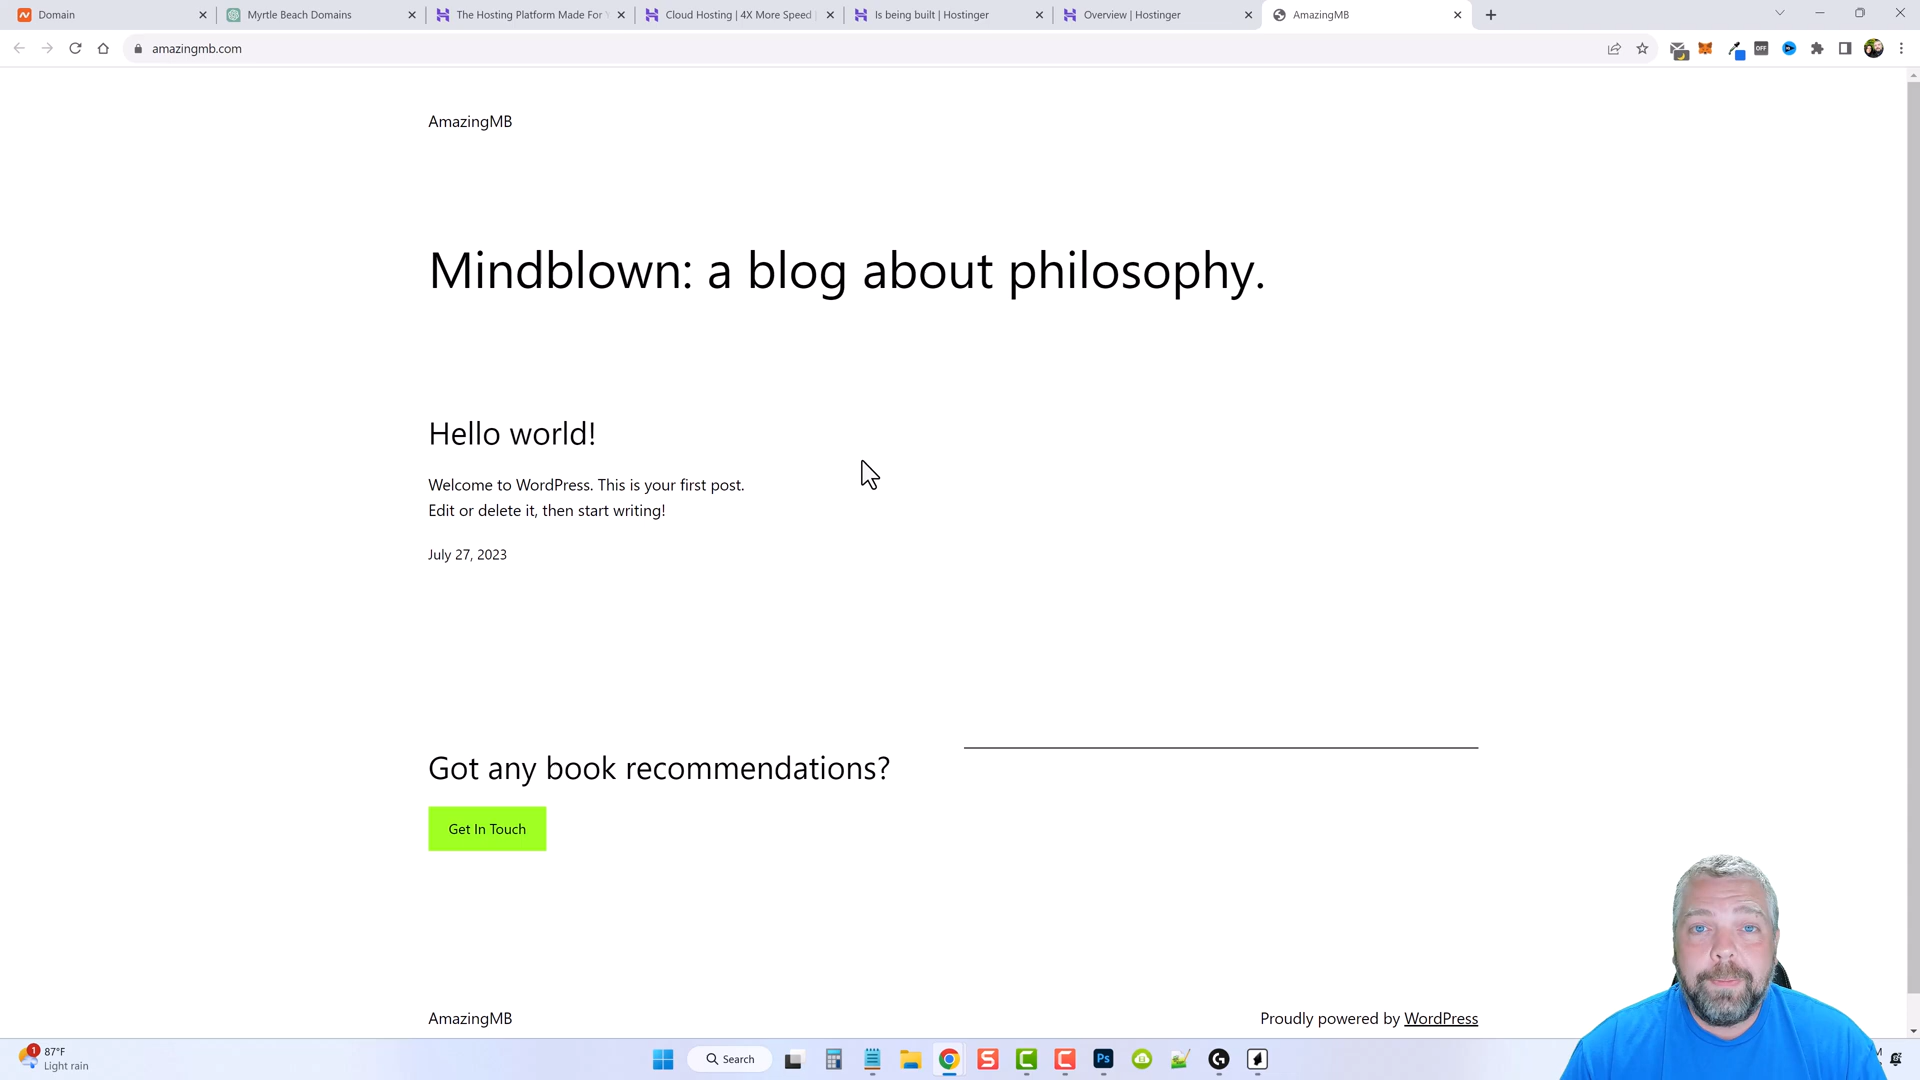 Domain
Myrtle Beach Domains
The Hosting Platform Made For
Cloud Hosting | 4X More Speed
Is being built | Hostinger
Overview | Hostinger
AmazingMB
amazingmb.com
OFF
AmazingMB
Mindblown: a blog about philosophy.
Hello world!
Welcome to WordPress. This is your first post.
Edit or delete it, then start writing!
July 27, 2023
Got any book recommendations?
Get In Touch
AmazingMB
Proudly powered by WordPress
1
87°F
Light rain
Search
Ps